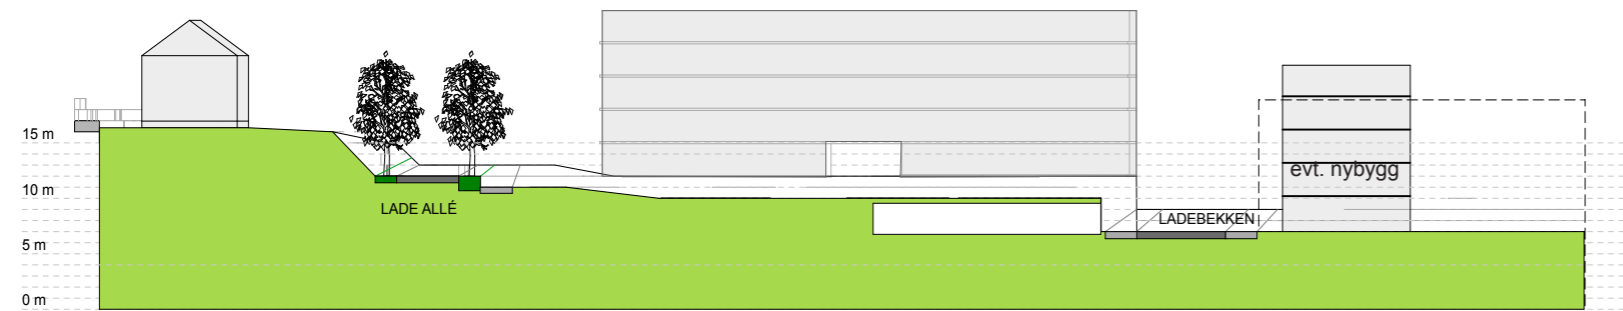 15 m
evt. nybygg
10 m
LADE ALLÉ
LADEBEKKEN
5 m
0 m